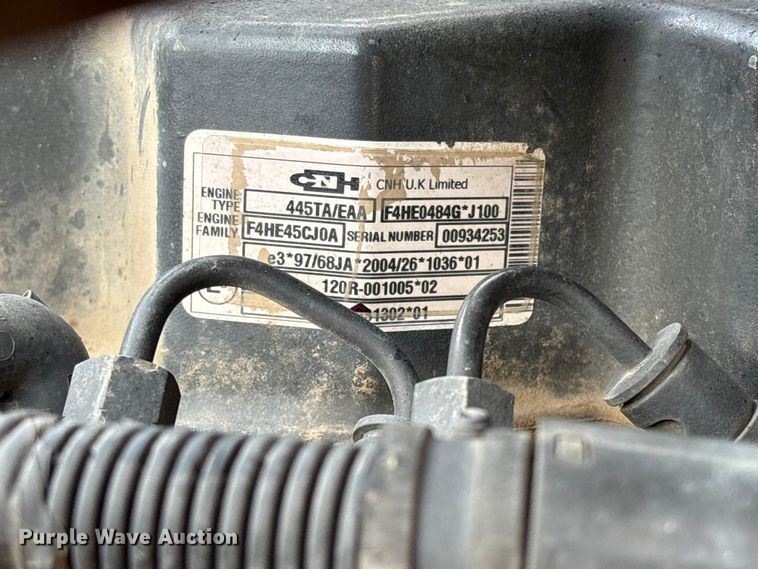 CNH CNH U.K Limited
ENGINE TYPE 445TA/EAA F4HE0484G*J100
ENGINE FAMILY F4HE45CJ0A SERIAL NUMBER 00934253
e3*97/68JA*2004/26*1036*01
120R-001005*02
1302*01
Purple Wave Auction